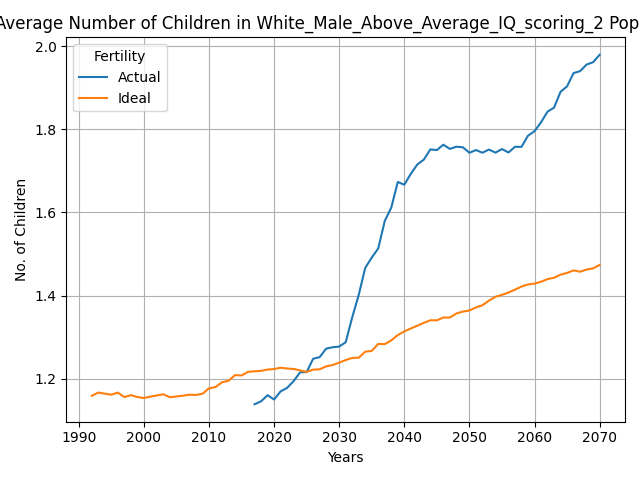 Average Number of Children in White_Male_Above_Average_IQ_scoring_2 Pop
Fertility
Actual
Ideal
2.0
1.8
1.6
1.4
1.2
No. of Children
1990 2000 2010 2020 2030 2040 2050 2060 2070
Years